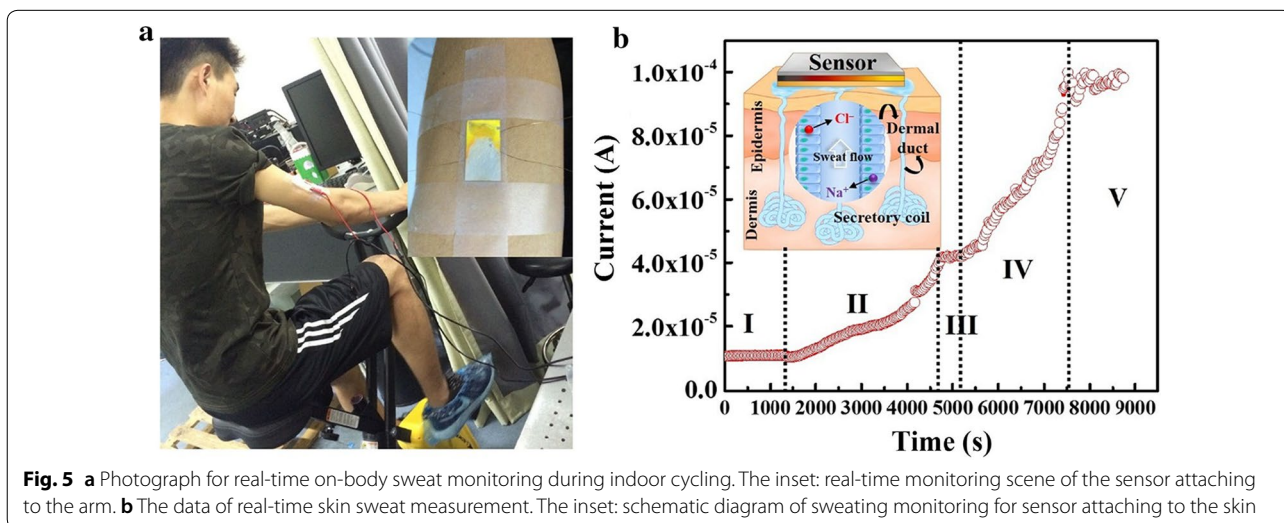 a
b
Current (A)
1.0x10⁻⁴
8.0x10⁻⁵
6.0x10⁻⁵
4.0x10⁻⁵
2.0x10⁻⁵
0.0
Sensor
Epidermis
Dermis
Cl⁻
Dermal
duct
Sweat flow
Na⁺
Secretory coil
I
II
III
IV
V
0 1000 2000 3000 4000 5000 6000 7000 8000 9000
Time (s)
Fig. 5 a Photograph for real-time on-body sweat monitoring during indoor cycling. The inset: real-time monitoring scene of the sensor attaching
to the arm. b The data of real-time skin sweat measurement. The inset: schematic diagram of sweating monitoring for sensor attaching to the skin